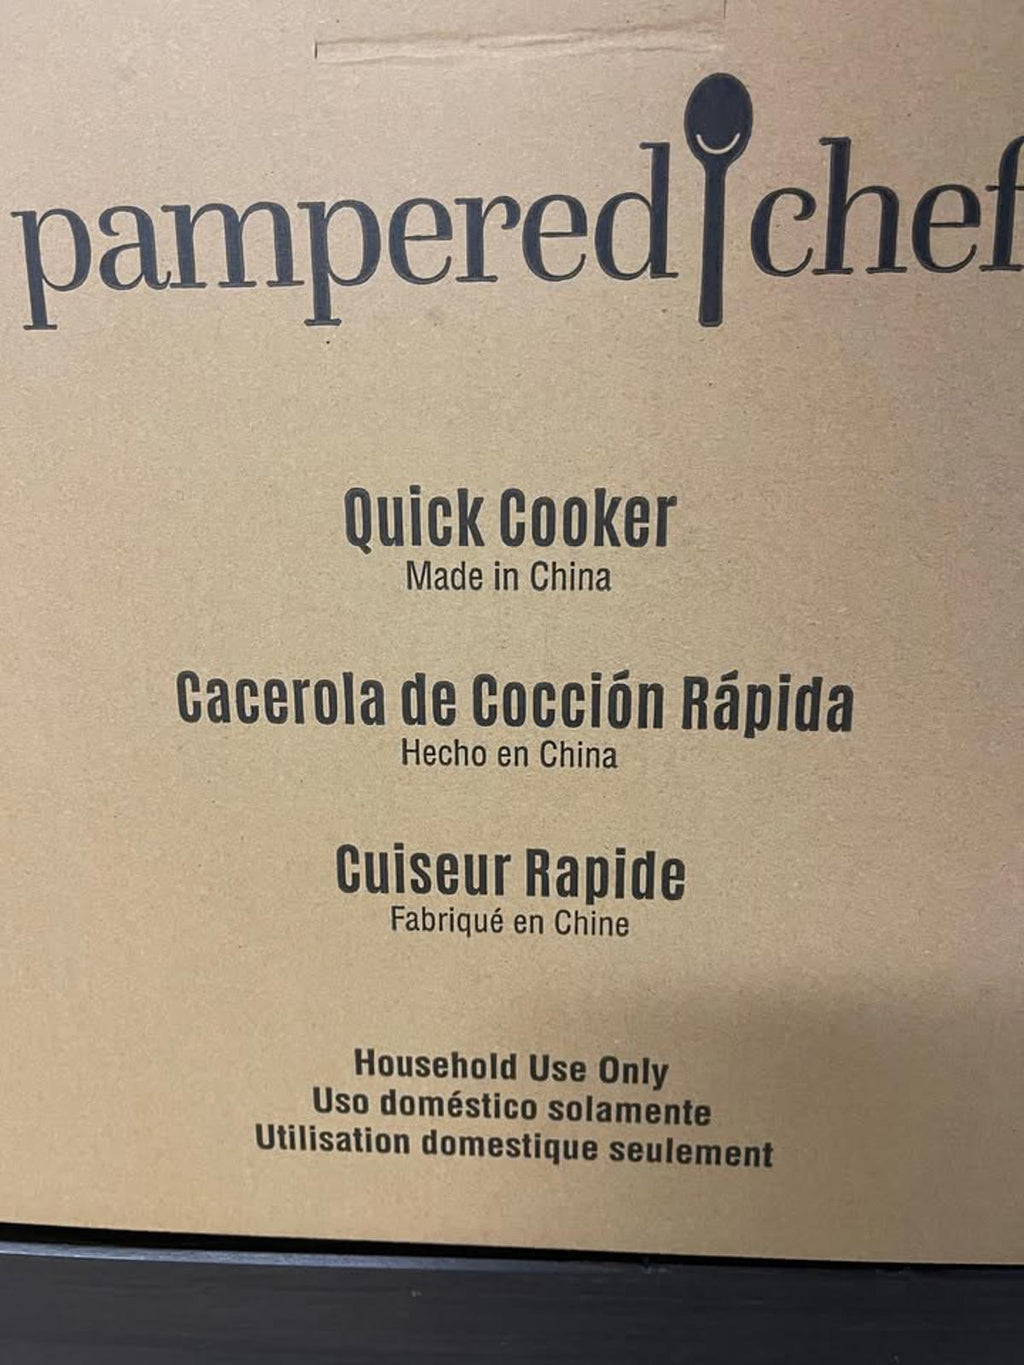 pampered chef
Quick Cooker
Made in China
Cacerola de Cocción Rápida
Hecho en China
Cuiseur Rapide
Fabriqué en Chine
Household Use Only
Uso doméstico solamente
Utilisation domestique seulement